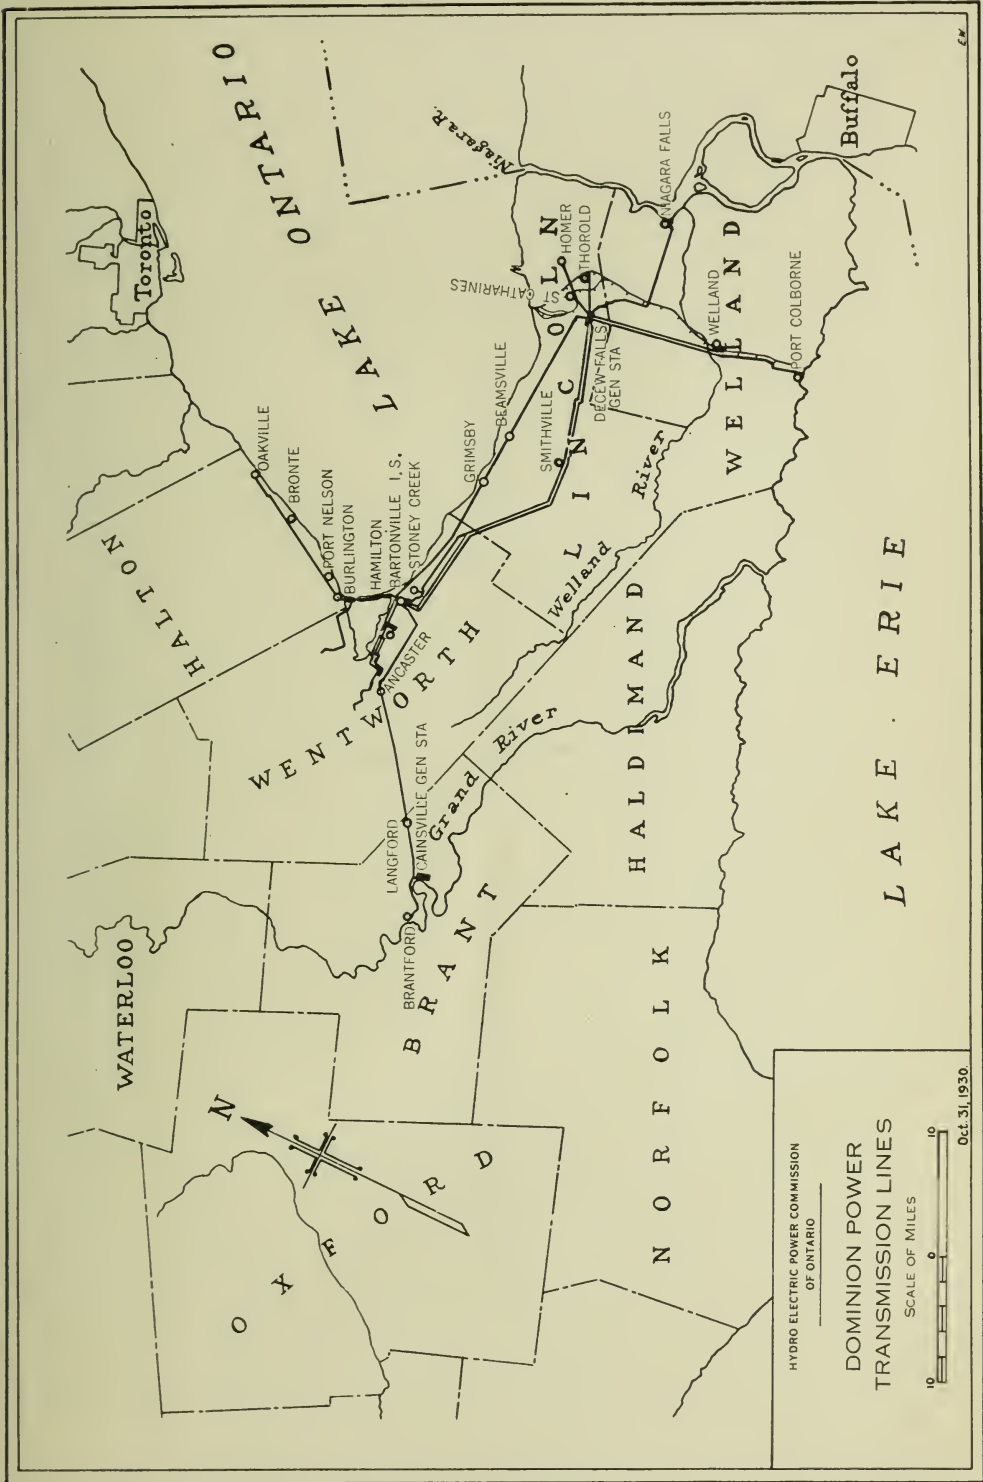 WATERLOO
OXFORD
N
BRANT
NORFOLK
HALDIMAND
WENTWORTH
HALTON
LINCOLN
WELLAND
LAKE ONTARIO
LAKE . ERIE
Toronto
Buffalo
Niagara R.
Welland River
Grand River
OAKVILLE
BRONTE
PORT NELSON
BURLINGTON
HAMILTON
BARTONVILLE I.S.
STONEY CREEK
ANCASTER
LANGFORD
CAINSVILLE GEN STA
BRANTFORD
GRIMSBY
BEAMSVILLE
SMITHVILLE
ST CATHARINES
HOMER
THOROLD
DECEW FALLS
GEN STA
NIAGARA FALLS
WELLAND
PORT COLBORNE
HYDRO ELECTRIC POWER COMMISSION
OF ONTARIO
DOMINION POWER
TRANSMISSION LINES
SCALE OF MILES
10 0 10
Oct. 31, 1930.